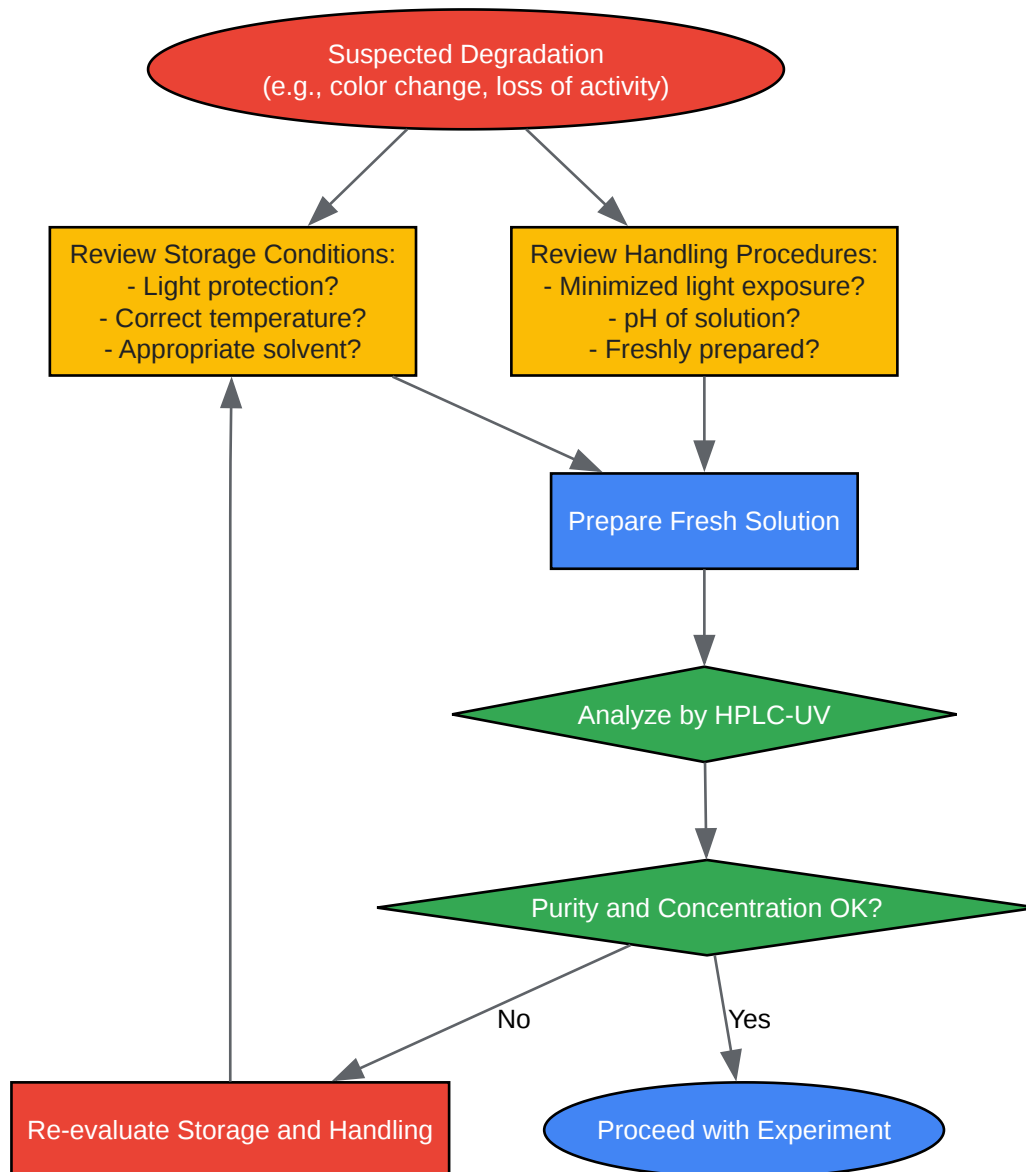 Suspected Degradation
(e.g., color change, loss of activity)
Review Storage Conditions:
- Light protection?
- Correct temperature?
- Appropriate solvent?
Review Handling Procedures:
- Minimized light exposure?
- pH of solution?
- Freshly prepared?
Prepare Fresh Solution
Analyze by HPLC-UV
Purity and Concentration OK?
No
Yes
Re-evaluate Storage and Handling
Proceed with Experiment